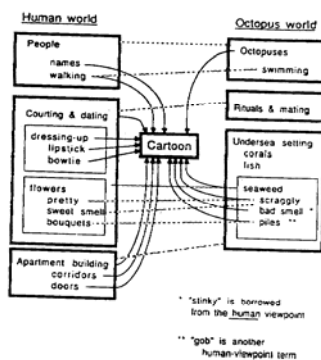 Human world
People
names
walking
Courting & dating
dressing-up
lipstick
bowtie
flowers
pretty
sweet smell
bouquets
Apartment building
corridors
doors
Cartoon
Octopus world
Octopuses
swimming
Rituals & mating
Undersea setting
corals
fish
seaweed
scraggly
bad smell *
piles **
* "stinky" is borrowed
from the human viewpoint
** "gob" is another
human-viewpoint term